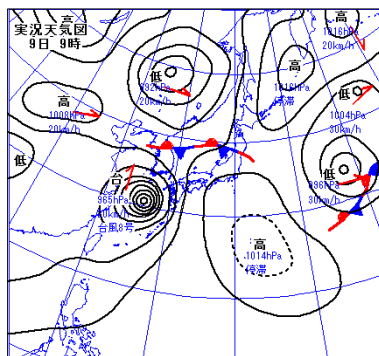 高
実況天気図
9日 9時
低
992hPa
20km/h
高
1016hPa
停滞
1016hPa
20km/h
高
1008hPa
20km/h
低
1004hPa
30km/h
低
低
996hPa
30km/h
台
965hPa
台風8号
高
1014hPa
停滞